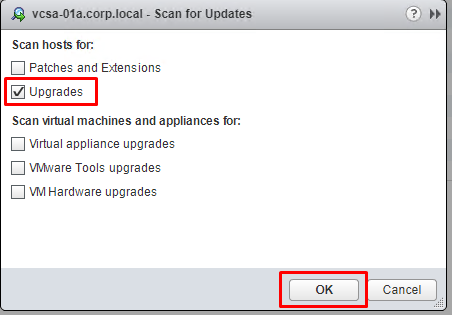 vcsa-01a.corp.local - Scan for Updates ?
Scan hosts for:
Patches and Extensions
Upgrades
Scan virtual machines and appliances for:
Virtual appliance upgrades
VMware Tools upgrades
VM Hardware upgrades
OK Cancel